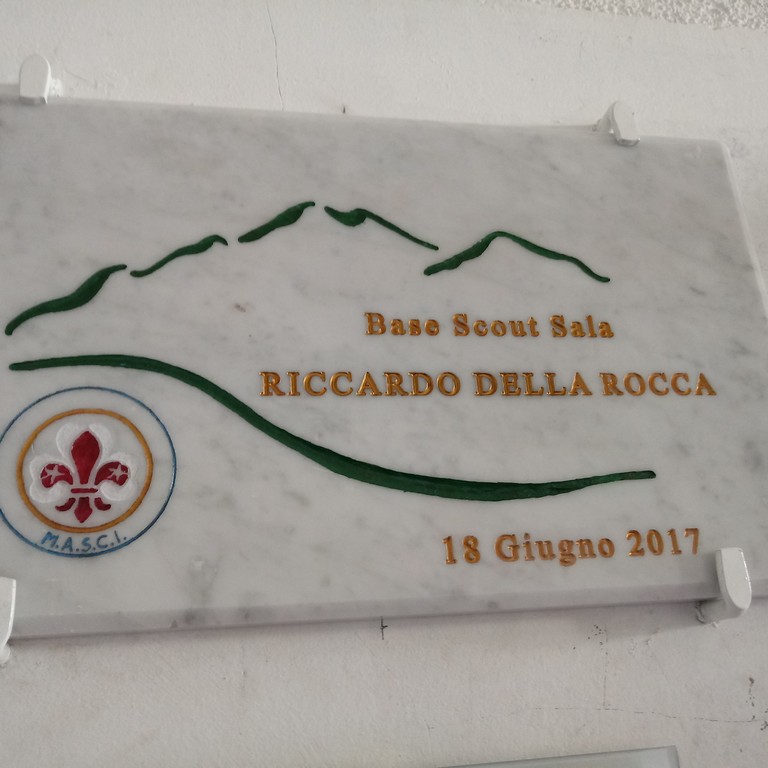 Base Scout Sala
RICCARDO DELLA ROCCA
M.A.S.C.I.
18 Giugno 2017